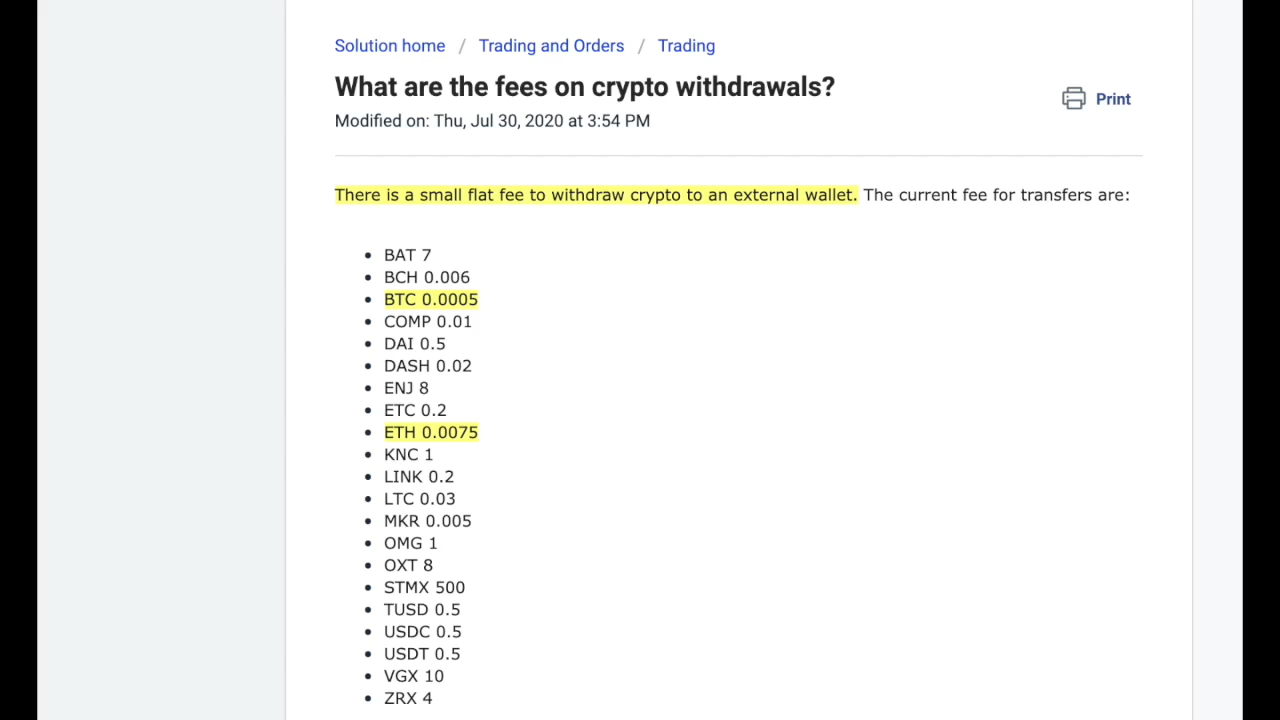 Solution home / Trading and Orders / Trading
What are the fees on crypto withdrawals?
Print
Modified on: Thu, Jul 30, 2020 at 3:54 PM
There is a small flat fee to withdraw crypto to an external wallet. The current fee for transfers are:
• BAT 7
• BCH 0.006
• BTC 0.0005
• COMP 0.01
• DAI 0.5
• DASH 0.02
• ENJ 8
• ETC 0.2
• ETH 0.0075
• KNC 1
• LINK 0.2
• LTC 0.03
• MKR 0.005
• OMG 1
• OXT 8
• STMX 500
• TUSD 0.5
• USDC 0.5
• USDT 0.5
• VGX 10
• ZRX 4